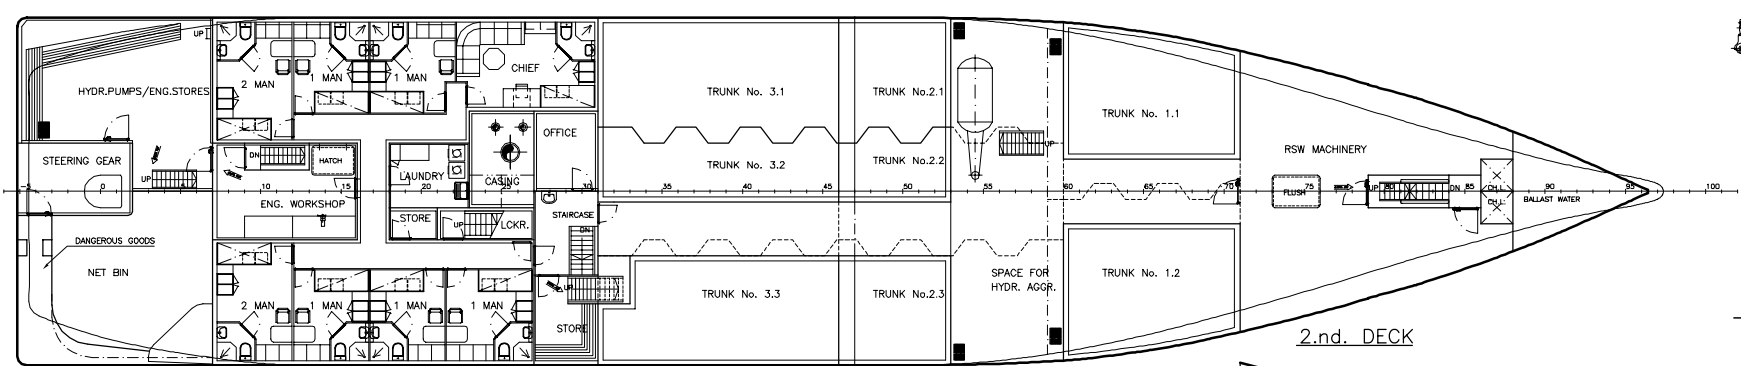 UP
HYDR.PUMPS/ENG.STORES
2 MAN
1 MAN
1 MAN
CHIEF
TRUNK No. 3.1
TRUNK No.2.1
TRUNK No. 1.1
STEERING GEAR
UP
DN
HATCH
LAUNDRY
CASING
OFFICE
TRUNK No. 3.2
TRUNK No.2.2
UP
RSW MACHINERY
-5 0 5 10 15 20 25 30 35 40 45 50 55 60 65 70 75 80 85 90 95 100
FLUSH
UP
DN
CH.L.
CH.L.
BALLAST WATER
ENG. WORKSHOP
STORE
UP
LCKR.
STAIRCASE
DN
DANGEROUS GOODS
NET BIN
2 MAN
1 MAN
1 MAN
1 MAN
UP
STORE
TRUNK No. 3.3
TRUNK No.2.3
SPACE FOR
HYDR. AGGR.
TRUNK No. 1.2
2.nd. DECK